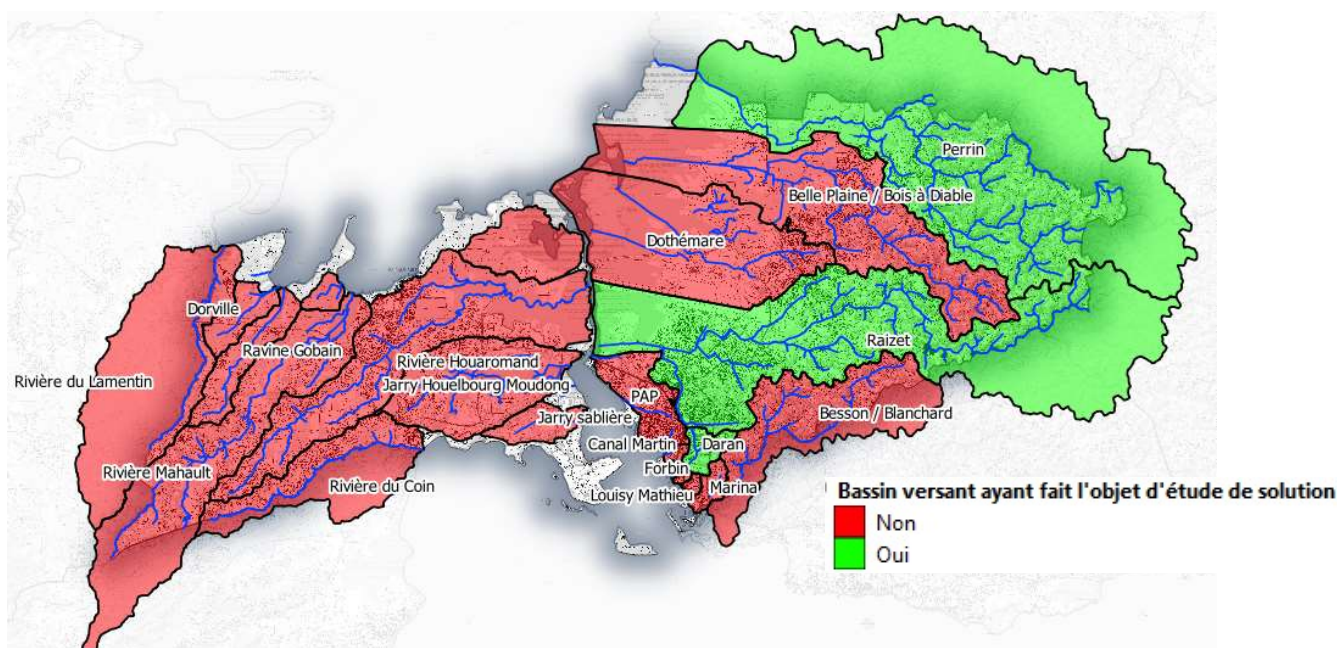 Perrin
Belle Plaine / Bois à Diable
Dothémare
Dorville
Ravine Gobain
Raizet
Rivière Houaromand
Rivière du Lamentin
Jarry Houelbourg Moudong
PAP
Besson / Blanchard
Jarry sablièré
Canal Martin
Daran
Rivière Mahault
Forbin
Rivière du Coin
Marina
Louisy Mathieu
Bassin versant ayant fait l'objet d'étude de solution
Non
Oui